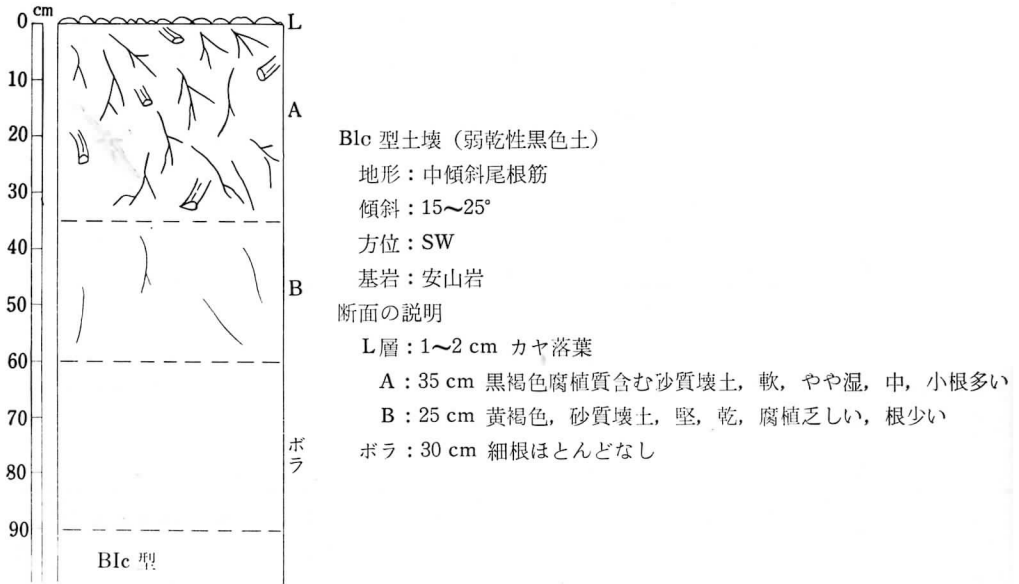 cm
0
L
10
A
20
30
40
B
50
60
70
ボラ
80
90
BIc 型
Blc 型土壌（弱乾性黒色土）
地形：中傾斜尾根筋
傾斜：15〜25°
方位：SW
基岩：安山岩
断面の説明
L層：1〜2 cm カヤ落葉
A：35 cm 黒褐色腐植質含む砂質壌土，軟，やや湿，中，小根多い
B：25 cm 黄褐色，砂質壌土，堅，乾，腐植乏しい，根少い
ボラ：30 cm 細根ほとんどなし